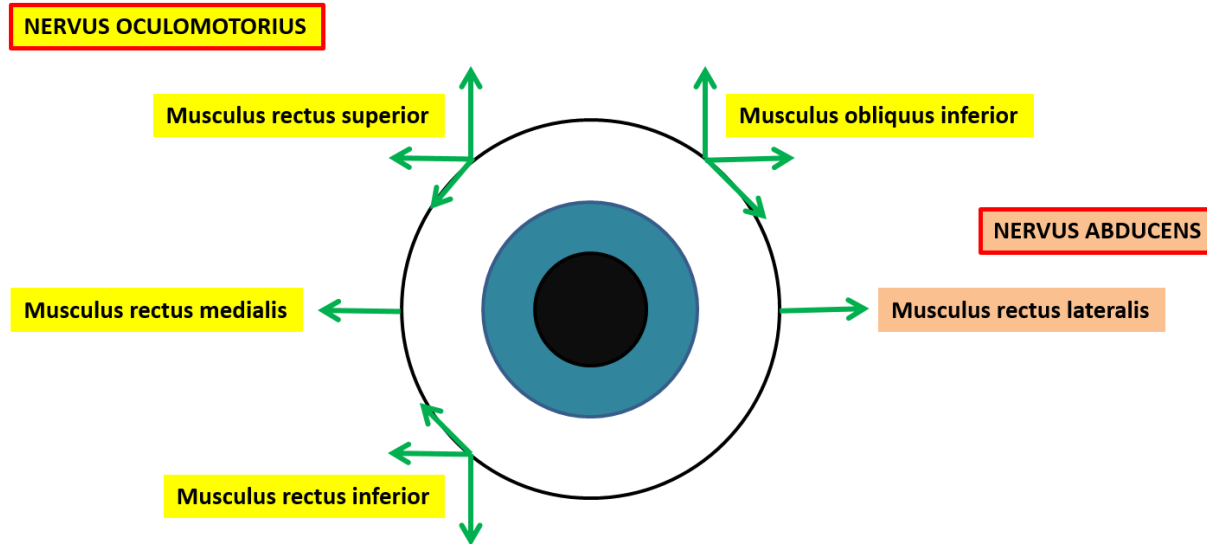 NERVUS OCULOMOTORIUS
Musculus rectus superior
Musculus obliquus inferior
NERVUS ABDUCENS
Musculus rectus medialis
Musculus rectus lateralis
Musculus rectus inferior